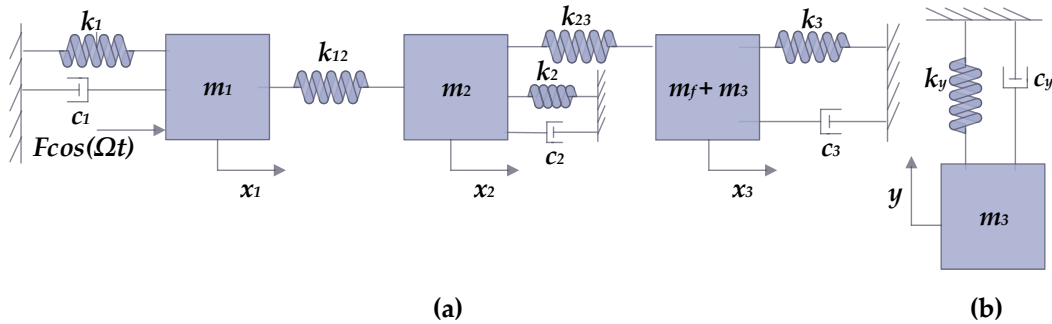 k1 k12 k23 k3
k2 ky cy
m1 m2 mf + m3
c1 c2 c3
Fcos(Ωt)
x1 x2 x3 y m3
(a) (b)